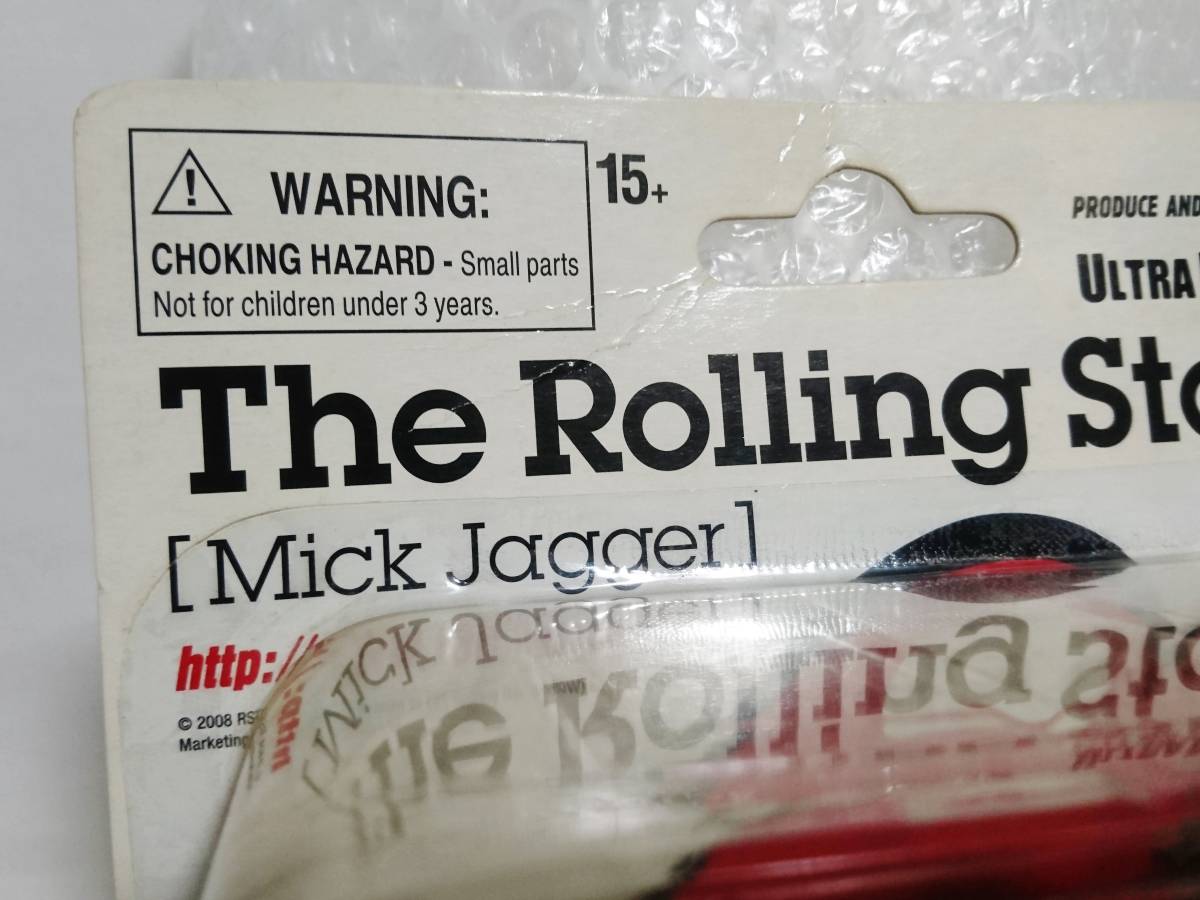 WARNING:
15+
CHOKING HAZARD - Small parts
Not for children under 3 years.
PRODUCE AND
ULTRA
The Rolling Sto
[Mick Jagger]
http://
© 2008 RS
Marketing